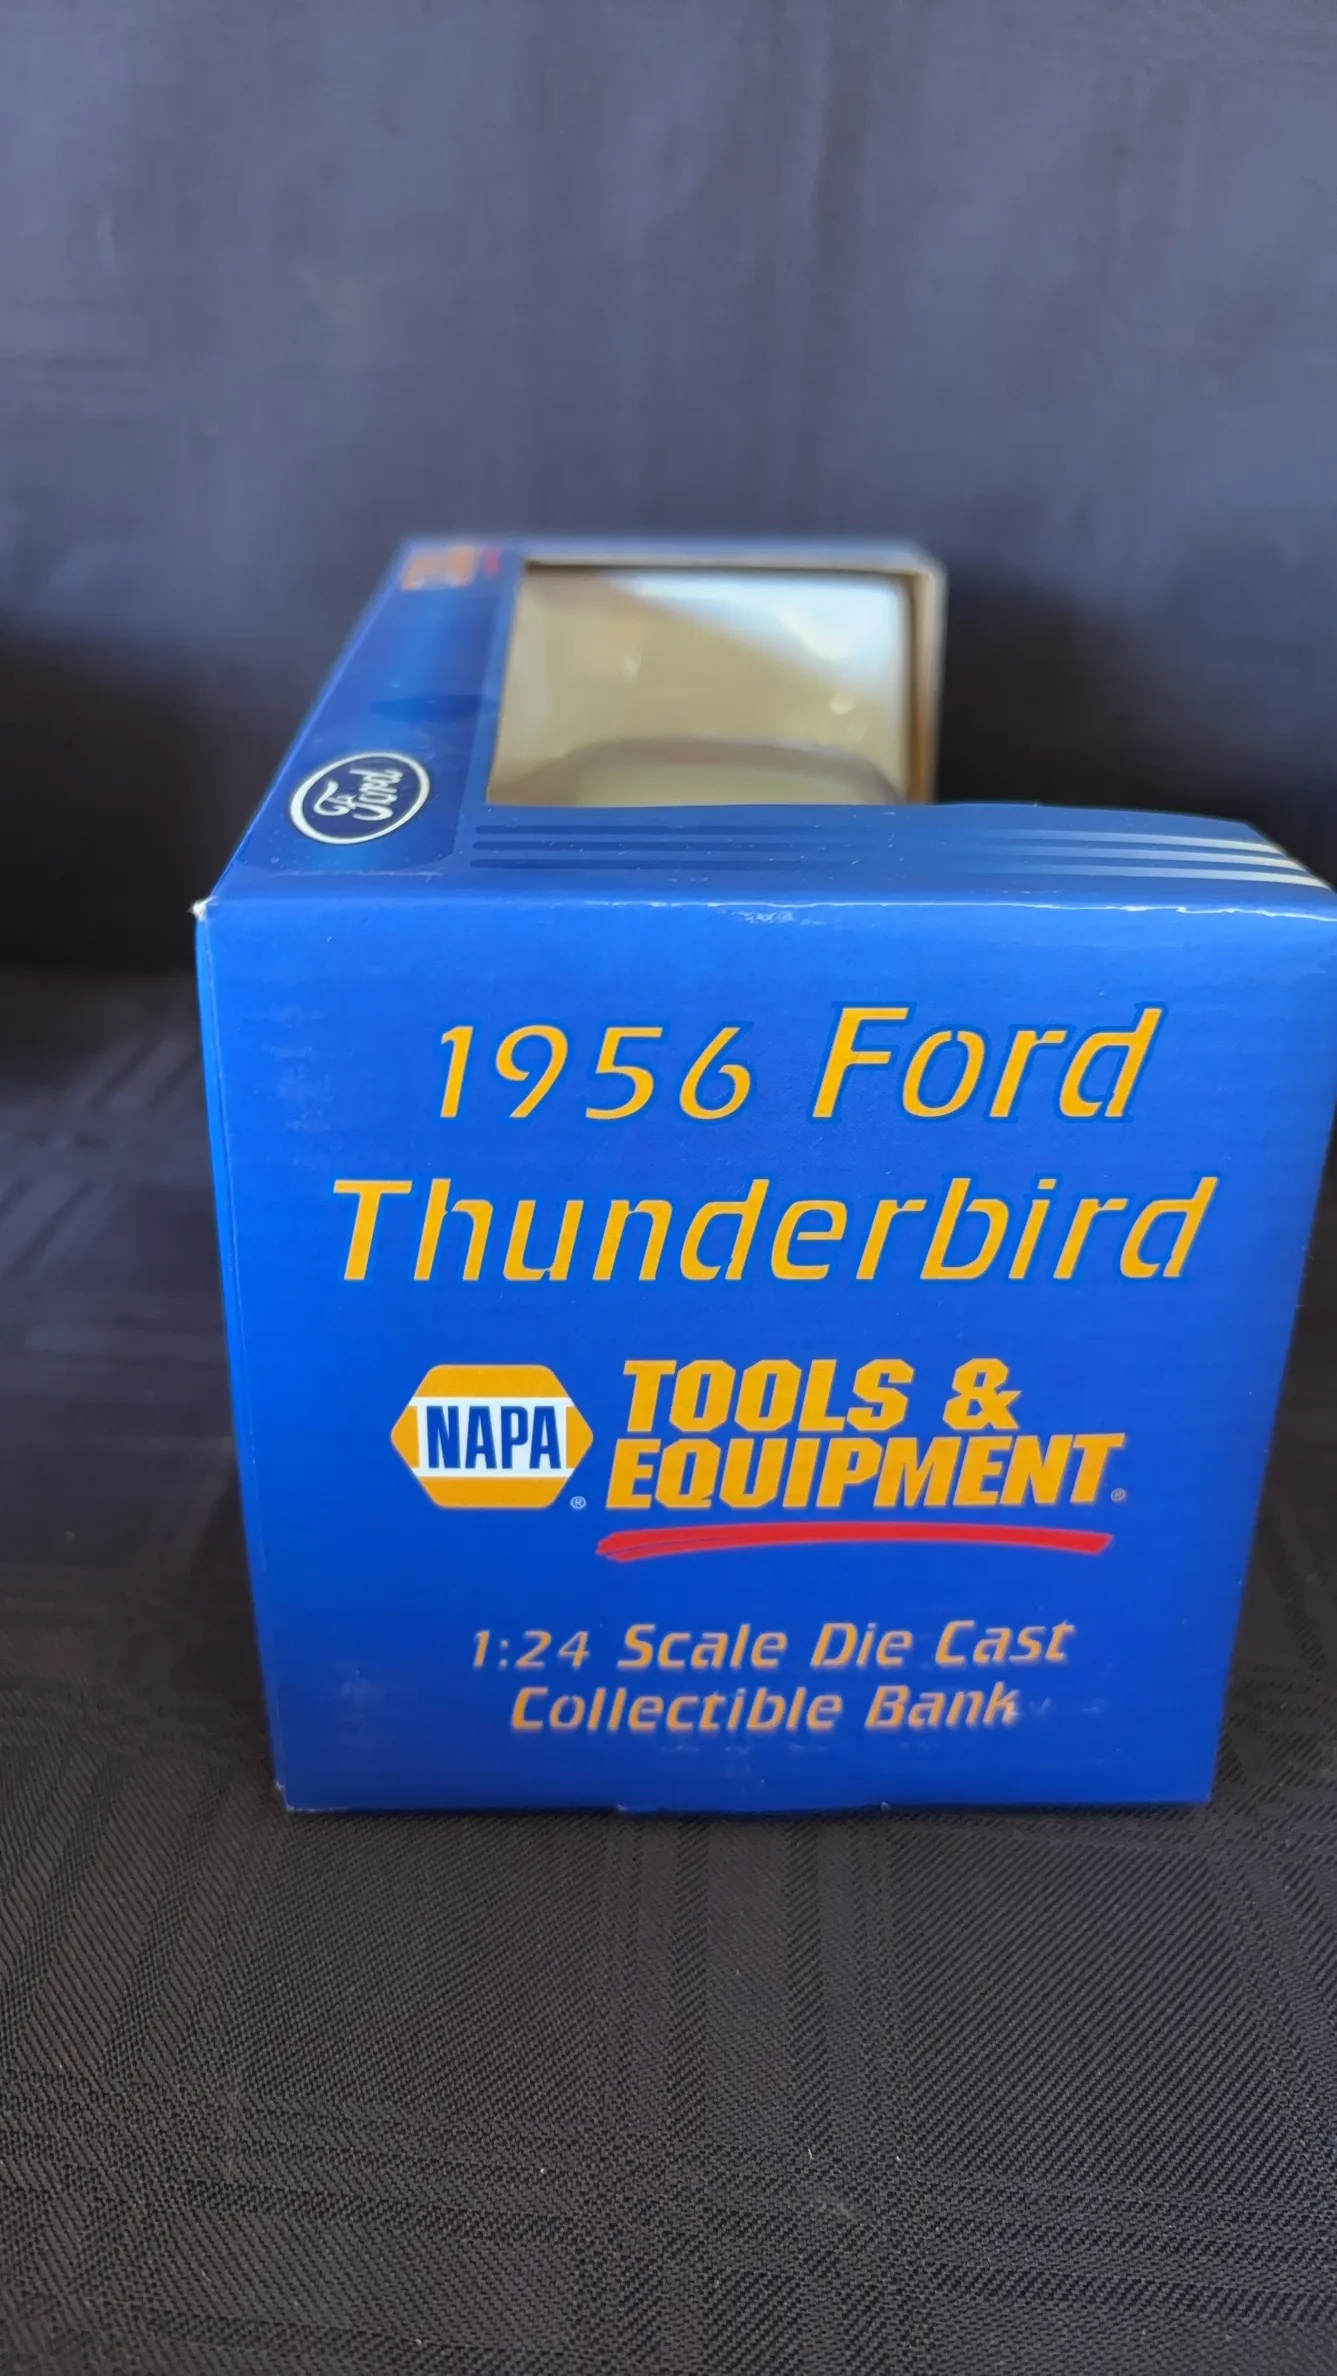 Ford
1956 Ford
Thunderbird
NAPA ® TOOLS &
EQUIPMENT ®
1:24 Scale Die Cast
Collectible Bank